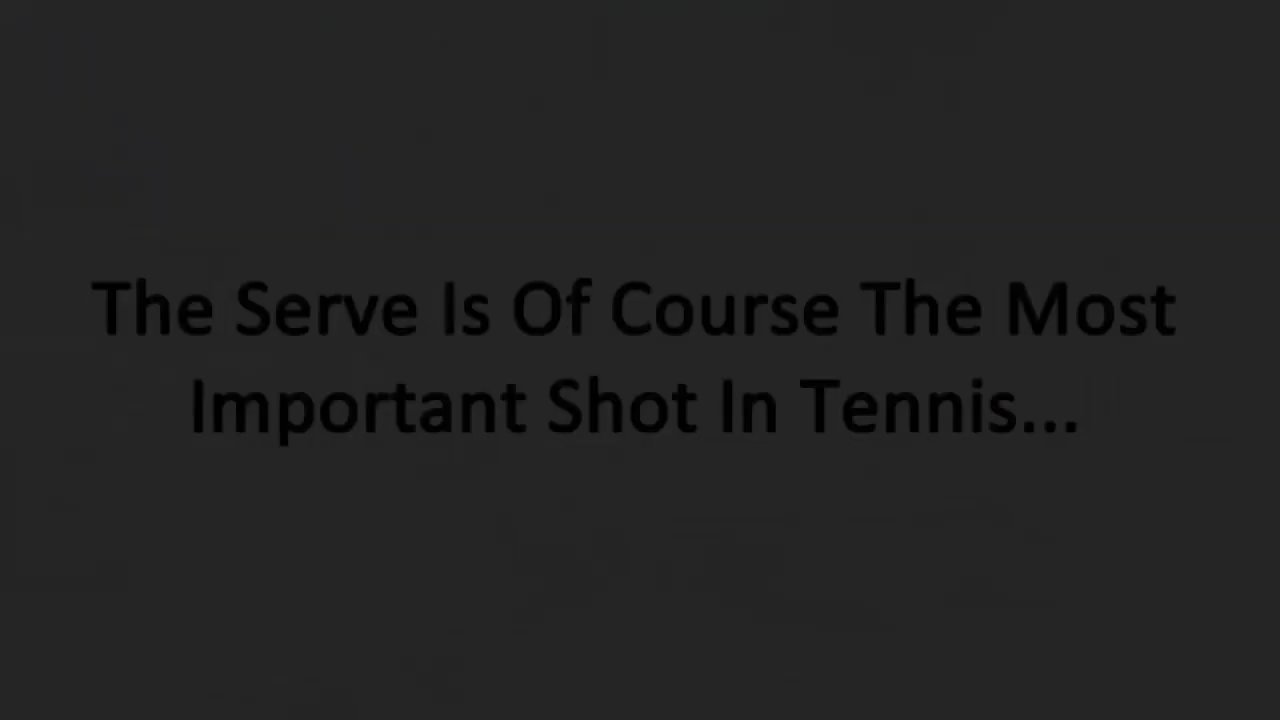 The Serve Is Of Course The Most
Important Shot In Tennis...